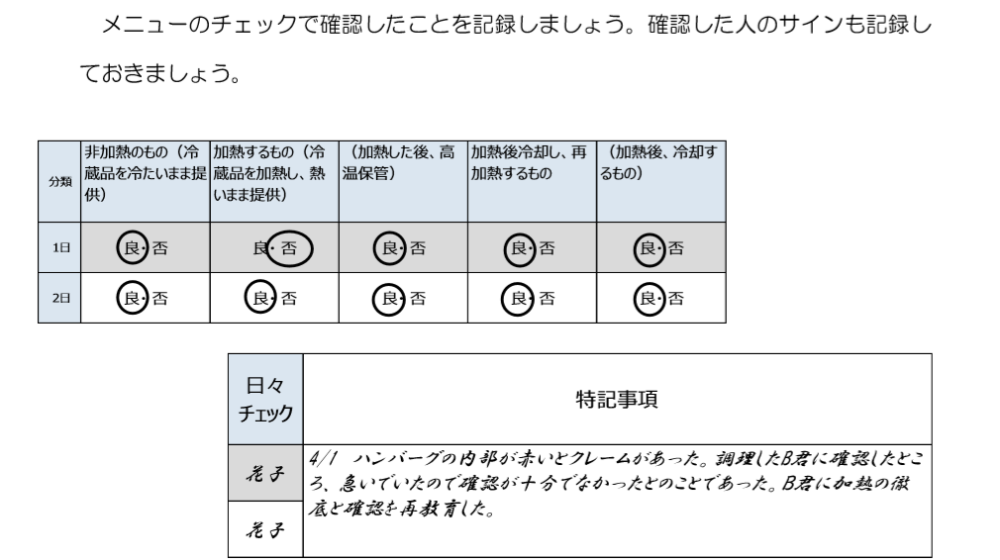 メニューのチェックで確認したことを記録しましょう。確認した人のサインも記録し
ておきましょう。
分類
非加熱のもの（冷
蔵品を冷たいまま提
供）
加熱するもの（冷
蔵品を加熱し、熱
いまま提供）
（加熱した後、高
温保管）
加熱後冷却し、再
加熱するもの
（加熱後、冷却す
るもの）
1日 良・否 良・否 良・否 良・否 良・否
2日 良・否 良・否 良・否 良・否 良・否
日々
チェック
特記事項
花子
4/1　ハンバーグの内部が赤いとクレームがあった。調理したB君に確認したとこ
ろ、急いでいたので確認が十分でなかったとのことであった。B君に加熱の徹
底と確認を再教育した。
花子